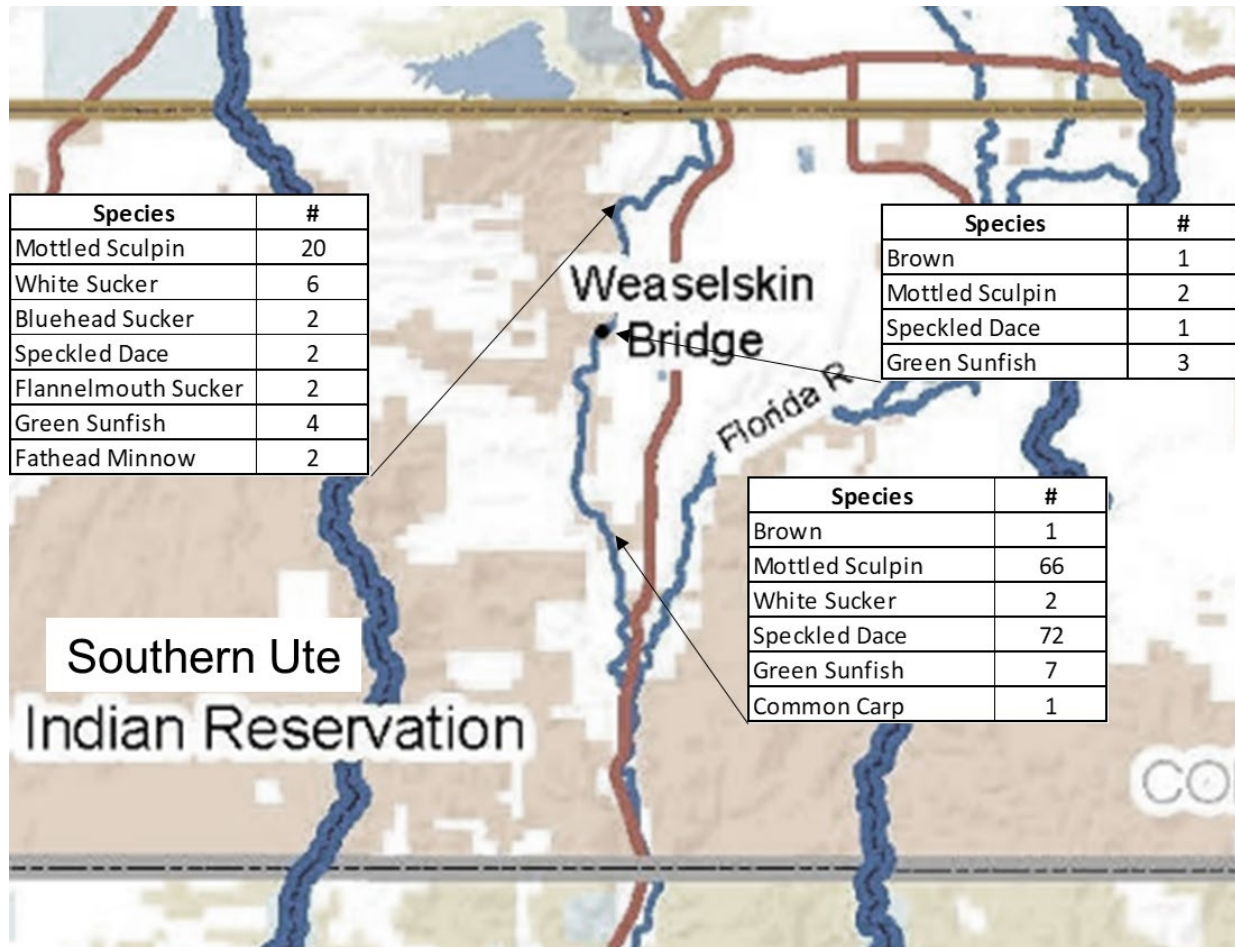 Species #
Mottled Sculpin 20
White Sucker 6
Bluehead Sucker 2
Speckled Dace 2
Flannelmouth Sucker 2
Green Sunfish 4
Fathead Minnow 2
Species #
Brown 1
Mottled Sculpin 2
Speckled Dace 1
Green Sunfish 3
Weaselskin
Bridge
Florida R
Species #
Brown 1
Mottled Sculpin 66
White Sucker 2
Speckled Dace 72
Green Sunfish 7
Common Carp 1
Southern Ute
Indian Reservation
CO